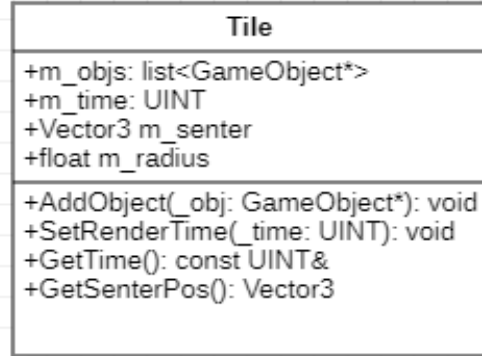 Tile
+m_objs: list<GameObject*>
+m_time: UINT
+Vector3 m_senter
+float m_radius
+AddObject(_obj: GameObject*): void
+SetRenderTime(_time: UINT): void
+GetTime(): const UINT&
+GetSenterPos(): Vector3